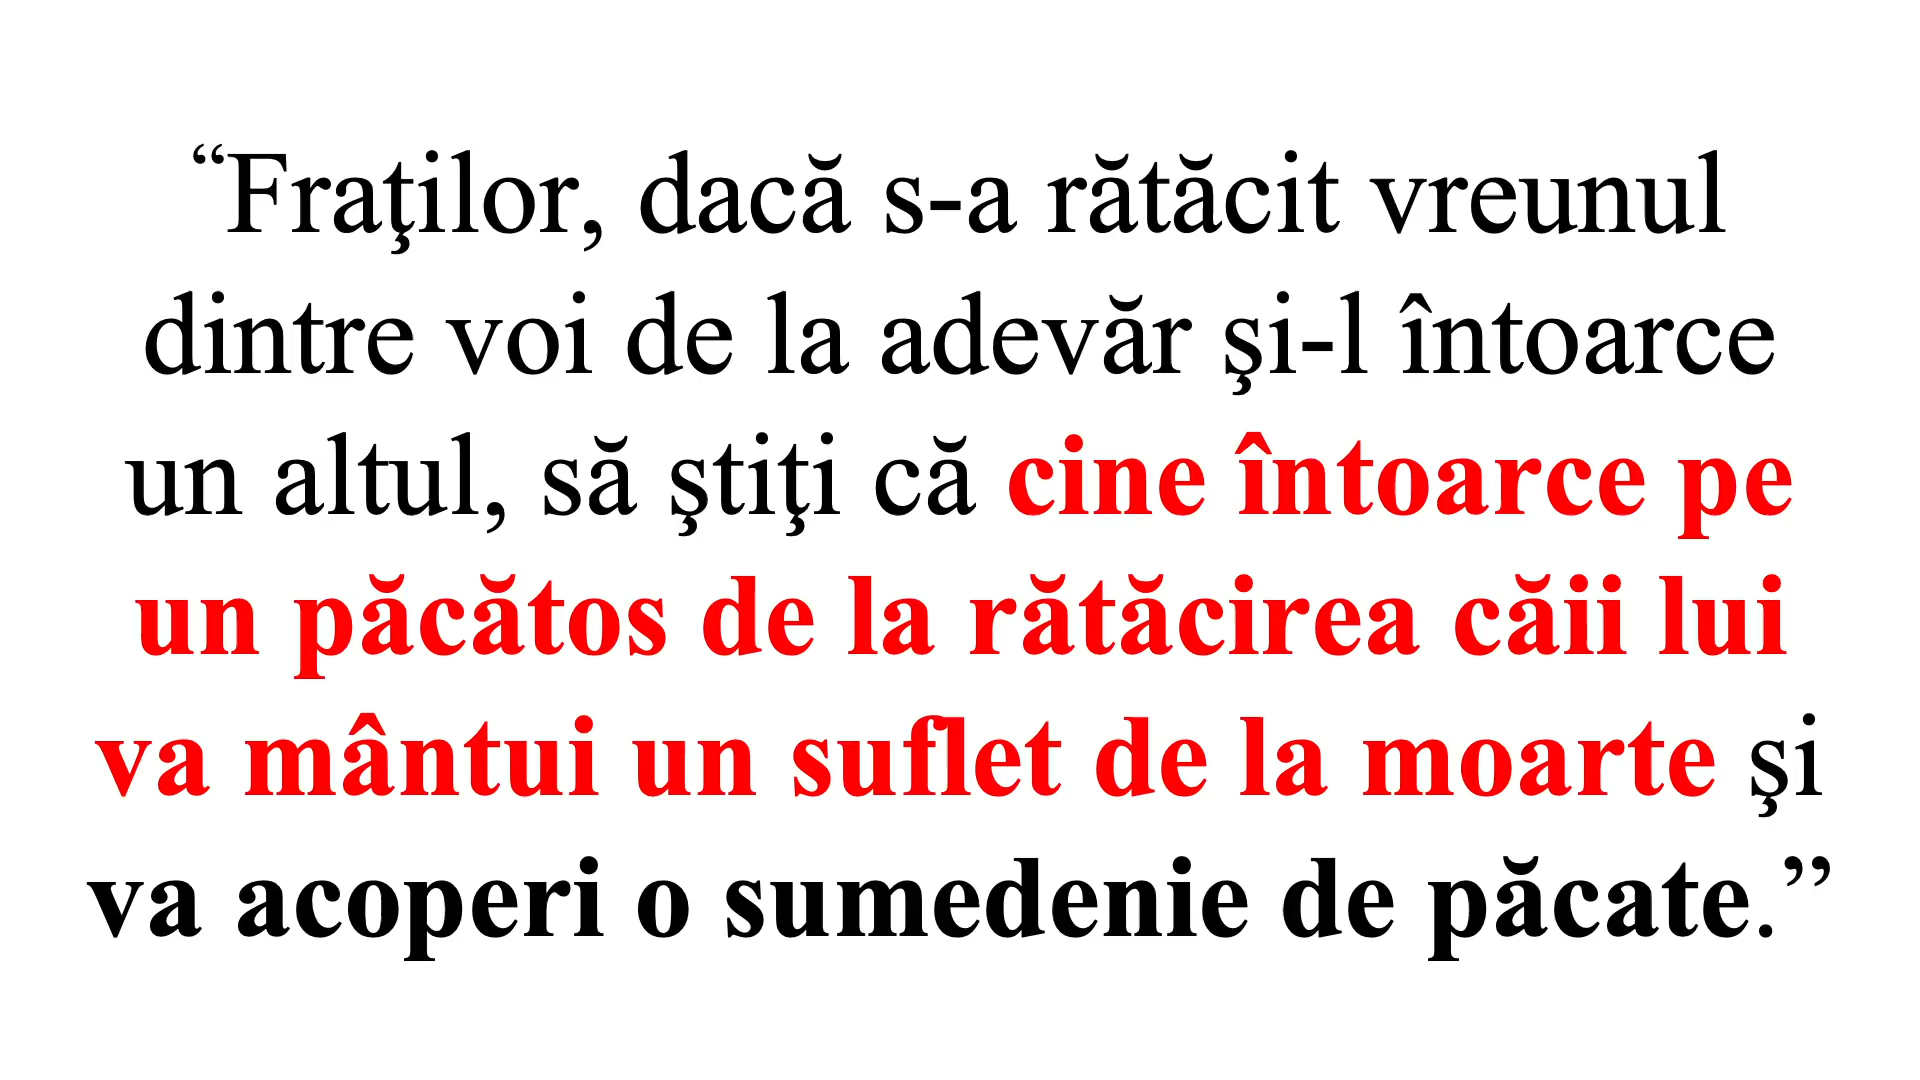 “Fraţilor, dacă s-a rătăcit vreunul
dintre voi de la adevăr şi-l întoarce
un altul, să ştiţi că cine întoarce pe
un păcătos de la rătăcirea căii lui
va mântui un suflet de la moarte şi
va acoperi o sumedenie de păcate.”